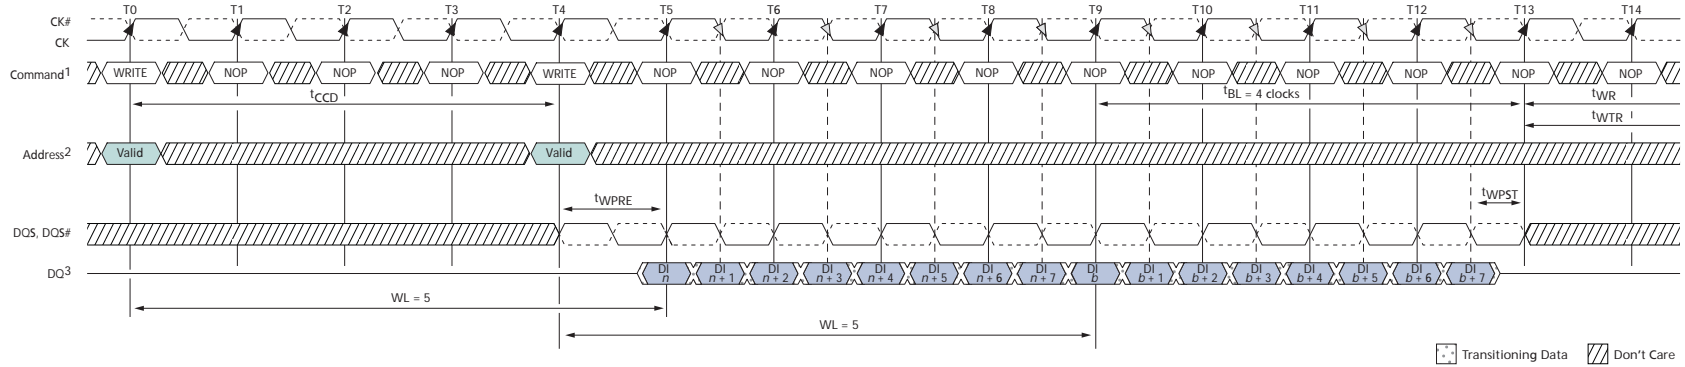 T0 T1 T2 T3 T4 T5 T6 T7 T8 T9 T10 T11 T12 T13 T14
CK#
CK
Command1 WRITE NOP NOP NOP WRITE NOP NOP NOP NOP NOP NOP NOP NOP NOP NOP
tCCD tBL = 4 clocks tWR
tWTR
Address2 Valid Valid
tWPRE tWPST
DQS, DQS#
DQ3 DI n DI n + 1 DI n + 2 DI n + 3 DI n + 4 DI n + 5 DI n + 6 DI n + 7 DI b DI b + 1 DI b + 2 DI b + 3 DI b + 4 DI b + 5 DI b + 6 DI b + 7
WL = 5
WL = 5
Transitioning Data Don't Care